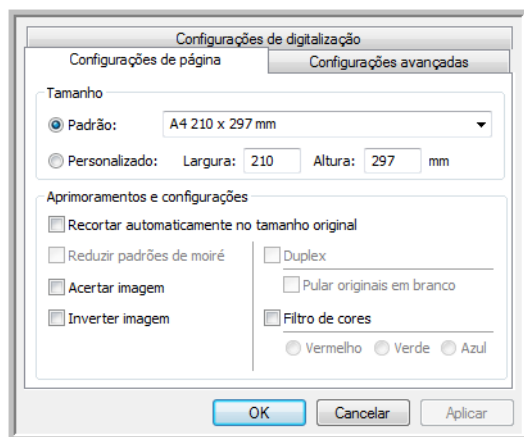 Configurações de digitalização
Configurações de página Configurações avançadas
Tamanho
Padrão: A4 210 x 297 mm
Personalizado: Largura: 210 Altura: 297 mm
Aprimoramentos e configurações
Recortar automaticamente no tamanho original
Reduzir padrões de moiré Duplex
Acertar imagem Pular originais em branco
Inverter imagem Filtro de cores
Vermelho Verde Azul
OK Cancelar Aplicar